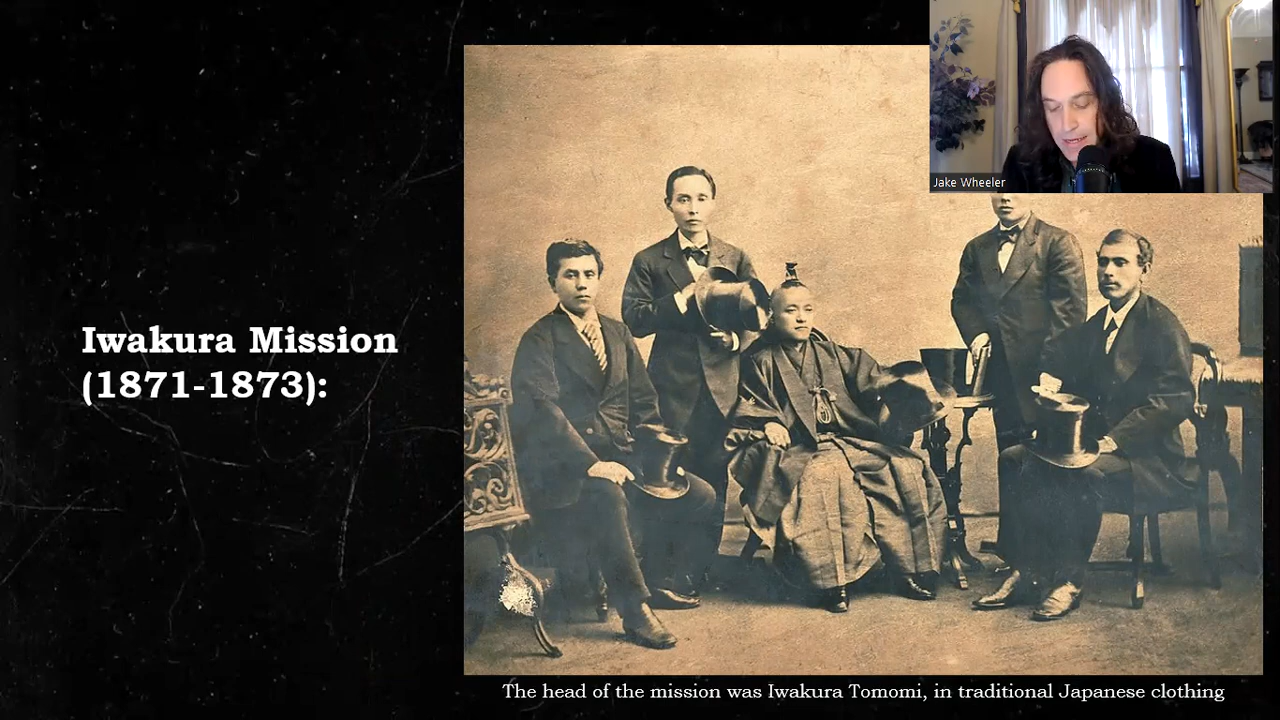 Jake Wheeler
Iwakura Mission
(1871-1873):
The head of the mission was Iwakura Tomomi, in traditional Japanese clothing